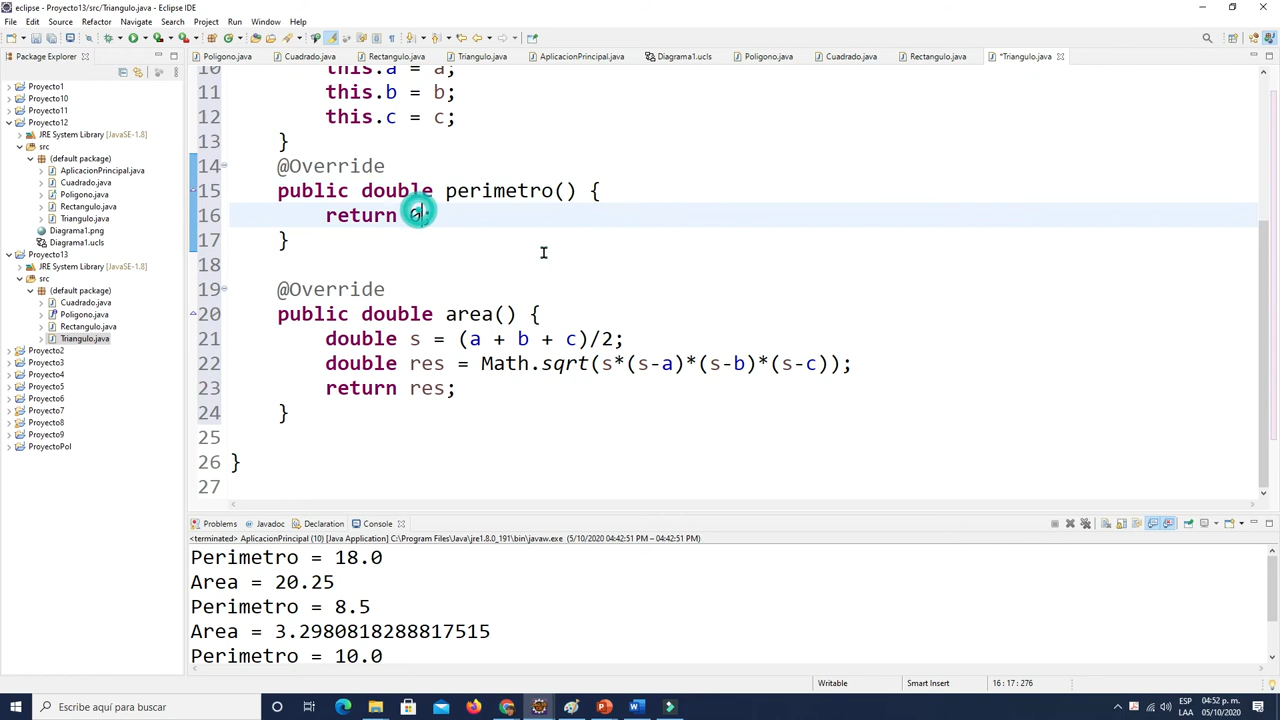 eclipse - Proyecto13/src/Triangulo.java - Eclipse IDE
File Edit Source Refactor Navigate Search Project Run Window Help
Package Explorer
Poligono.java Cuadrado.java Rectangulo.java Triangulo.java AplicacionPrincipal.java Diagrama1.ucls Poligono.java Cuadrado.java Rectangulo.java *Triangulo.java
Proyecto1
Proyecto10
Proyecto11
Proyecto12
JRE System Library [JavaSE-1.8]
src
(default package)
AplicacionPrincipal.java
Cuadrado.java
Poligono.java
Rectangulo.java
Triangulo.java
Diagrama1.png
Diagrama1.ucls
Proyecto13
JRE System Library [JavaSE-1.8]
src
(default package)
Cuadrado.java
Poligono.java
Rectangulo.java
Triangulo.java
Proyecto2
Proyecto3
Proyecto4
Proyecto5
Proyecto6
Proyecto7
Proyecto8
Proyecto9
ProyectoPol
10 this.a = a;
11 this.b = b;
12 this.c = c;
13 }
14 @Override
15 public double perimetro() {
16 return
17 }
18
19 @Override
20 public double area() {
21 double s = (a + b + c)/2;
22 double res = Math.sqrt(s*(s-a)*(s-b)*(s-c));
23 return res;
24 }
25
26 }
27
Problems Javadoc Declaration Console
<terminated> AplicacionPrincipal (10) [Java Application] C:\Program Files\Java\jre1.8.0_191\bin\javaw.exe (5/10/2020 04:42:51 PM – 04:42:51 PM)
Perimetro = 18.0
Area = 20.25
Perimetro = 8.5
Area = 3.2980818288817515
Perimetro = 10.0
Writable Smart Insert 16 : 17 : 276
Escribe aquí para buscar
ESP
LAA
04:52 p. m.
05/10/2020